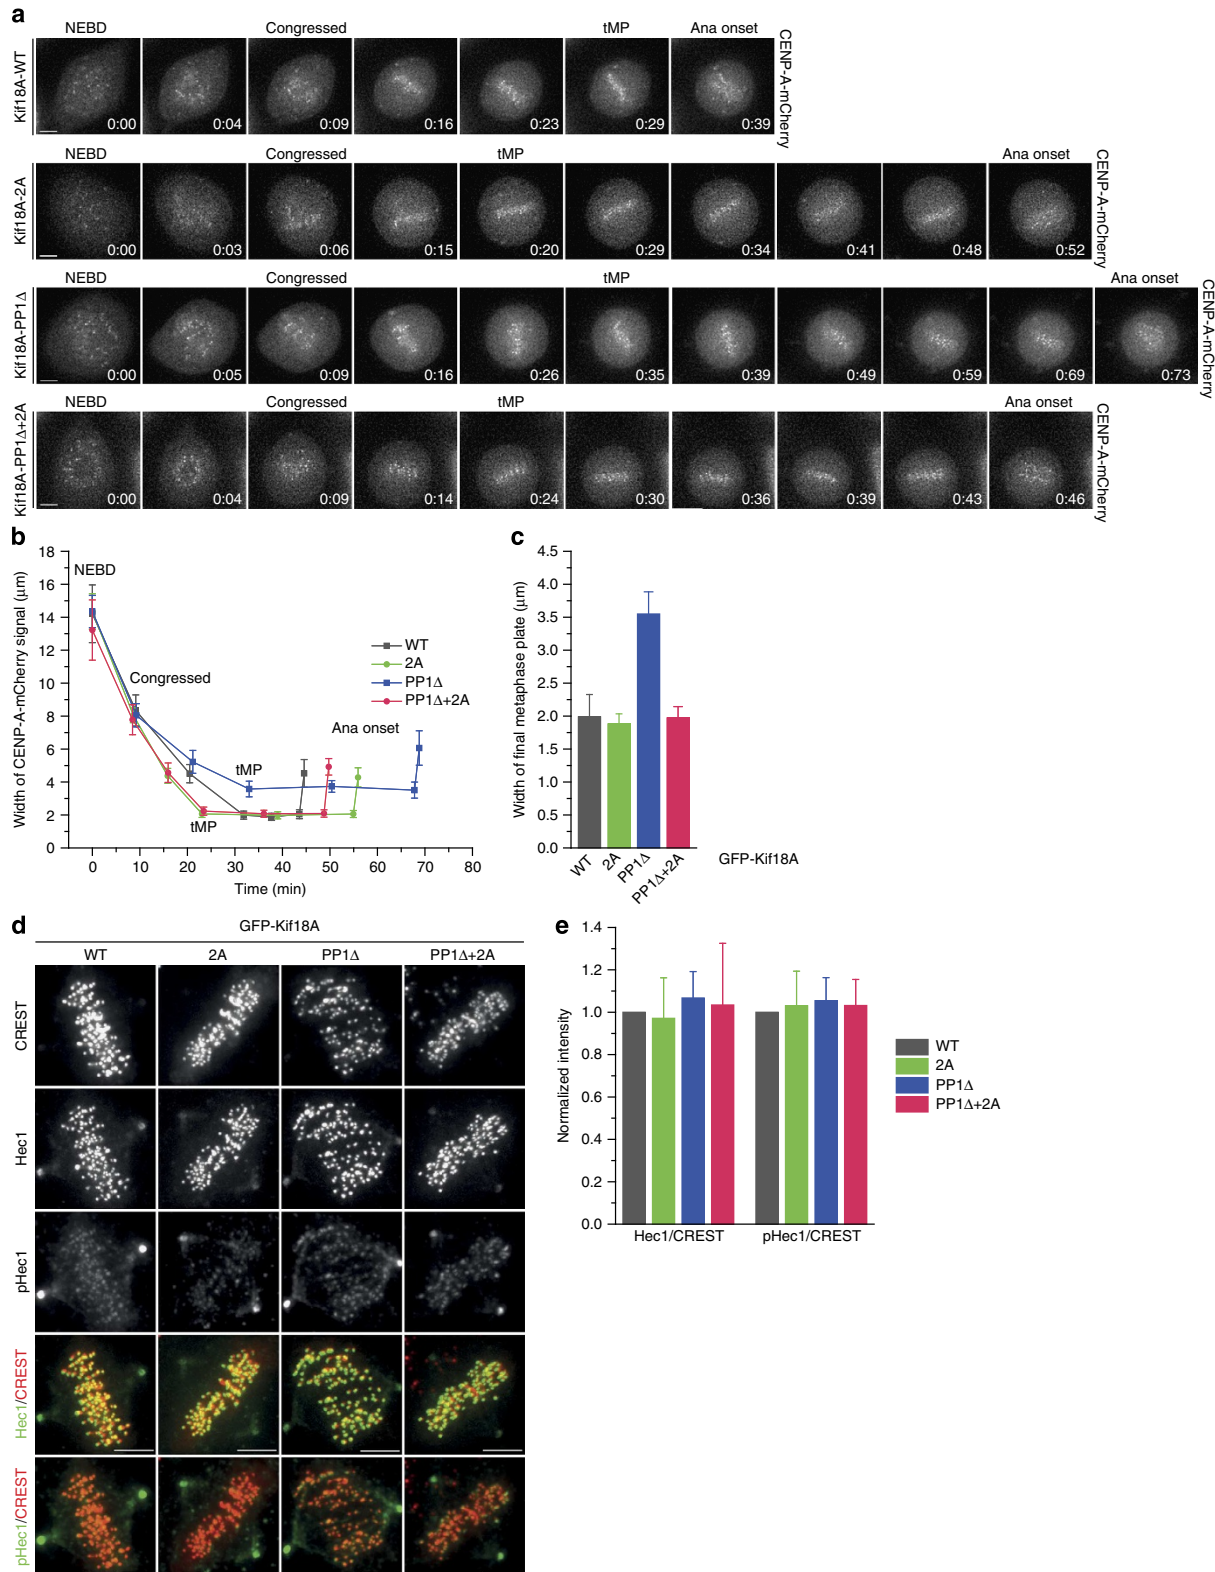 a
NEBD Congressed tMP Ana onset
Kif18A-WT
0:00 0:04 0:09 0:16 0:23 0:29 0:39
CENP-A-mCherry
NEBD Congressed tMP Ana onset
Kif18A-2A
0:00 0:03 0:06 0:15 0:20 0:29 0:34 0:41 0:48 0:52
CENP-A-mCherry
NEBD Congressed tMP Ana onset
Kif18A-PP1Δ
0:00 0:05 0:09 0:16 0:26 0:35 0:39 0:49 0:59 0:69 0:73
CENP-A-mCherry
NEBD Congressed tMP Ana onset
Kif18A-PP1Δ+2A
0:00 0:04 0:09 0:14 0:24 0:30 0:36 0:39 0:43 0:46
CENP-A-mCherry
b
Width of CENP-A-mCherry signal (μm)
18
16
14
12
10
8
6
4
2
0
NEBD
Congressed
tMP
tMP
Ana onset
WT
2A
PP1Δ
PP1Δ+2A
0 10 20 30 40 50 60 70 80
Time (min)
c
Width of final metaphase plate (μm)
4.5
4.0
3.5
3.0
2.5
2.0
1.5
1.0
0.5
0.0
WT 2A PP1Δ PP1Δ+2A
GFP-Kif18A
d
GFP-Kif18A
WT 2A PP1Δ PP1Δ+2A
CREST
Hec1
pHec1
Hec1/CREST
pHec1/CREST
e
Normalized intensity
1.4
1.2
1.0
0.8
0.6
0.4
0.2
0.0
Hec1/CREST pHec1/CREST
WT
2A
PP1Δ
PP1Δ+2A